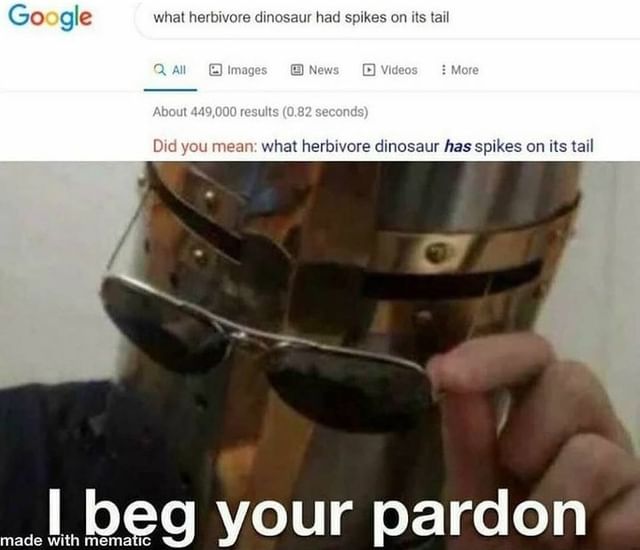 Google
what herbivore dinosaur had spikes on its tail
All Images News Videos More
About 449,000 results (0.82 seconds)
Did you mean: what herbivore dinosaur has spikes on its tail
I beg your pardon
made with mematic